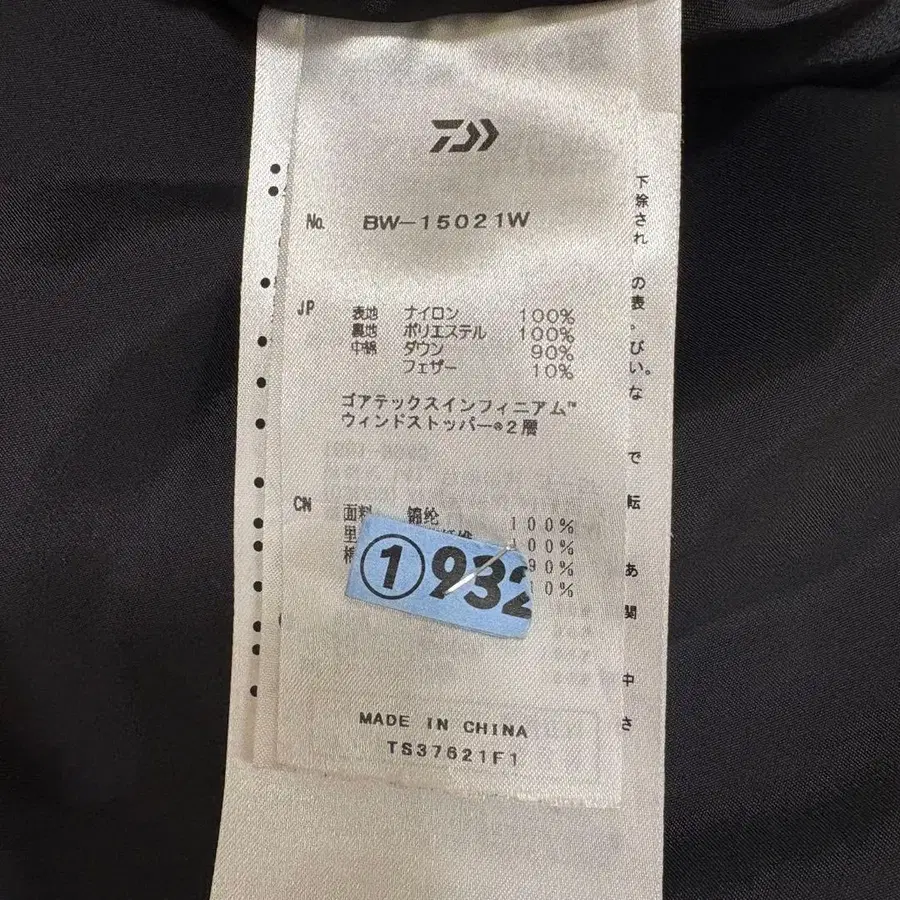 No. BW-15021W
JP 表地 ナイロン 100%
裏地 ポリエステル 100%
中綿 ダウン 90%
フェザー 10%
ゴアテックスインフィニアム™
ウィンドストッパー®2層
CN 面料 锦纶 100%
里 100%
90%
10%
①932
MADE IN CHINA
TS37621F1
下除され
の表
。びい。
な
で
転
あ
関
中
さ